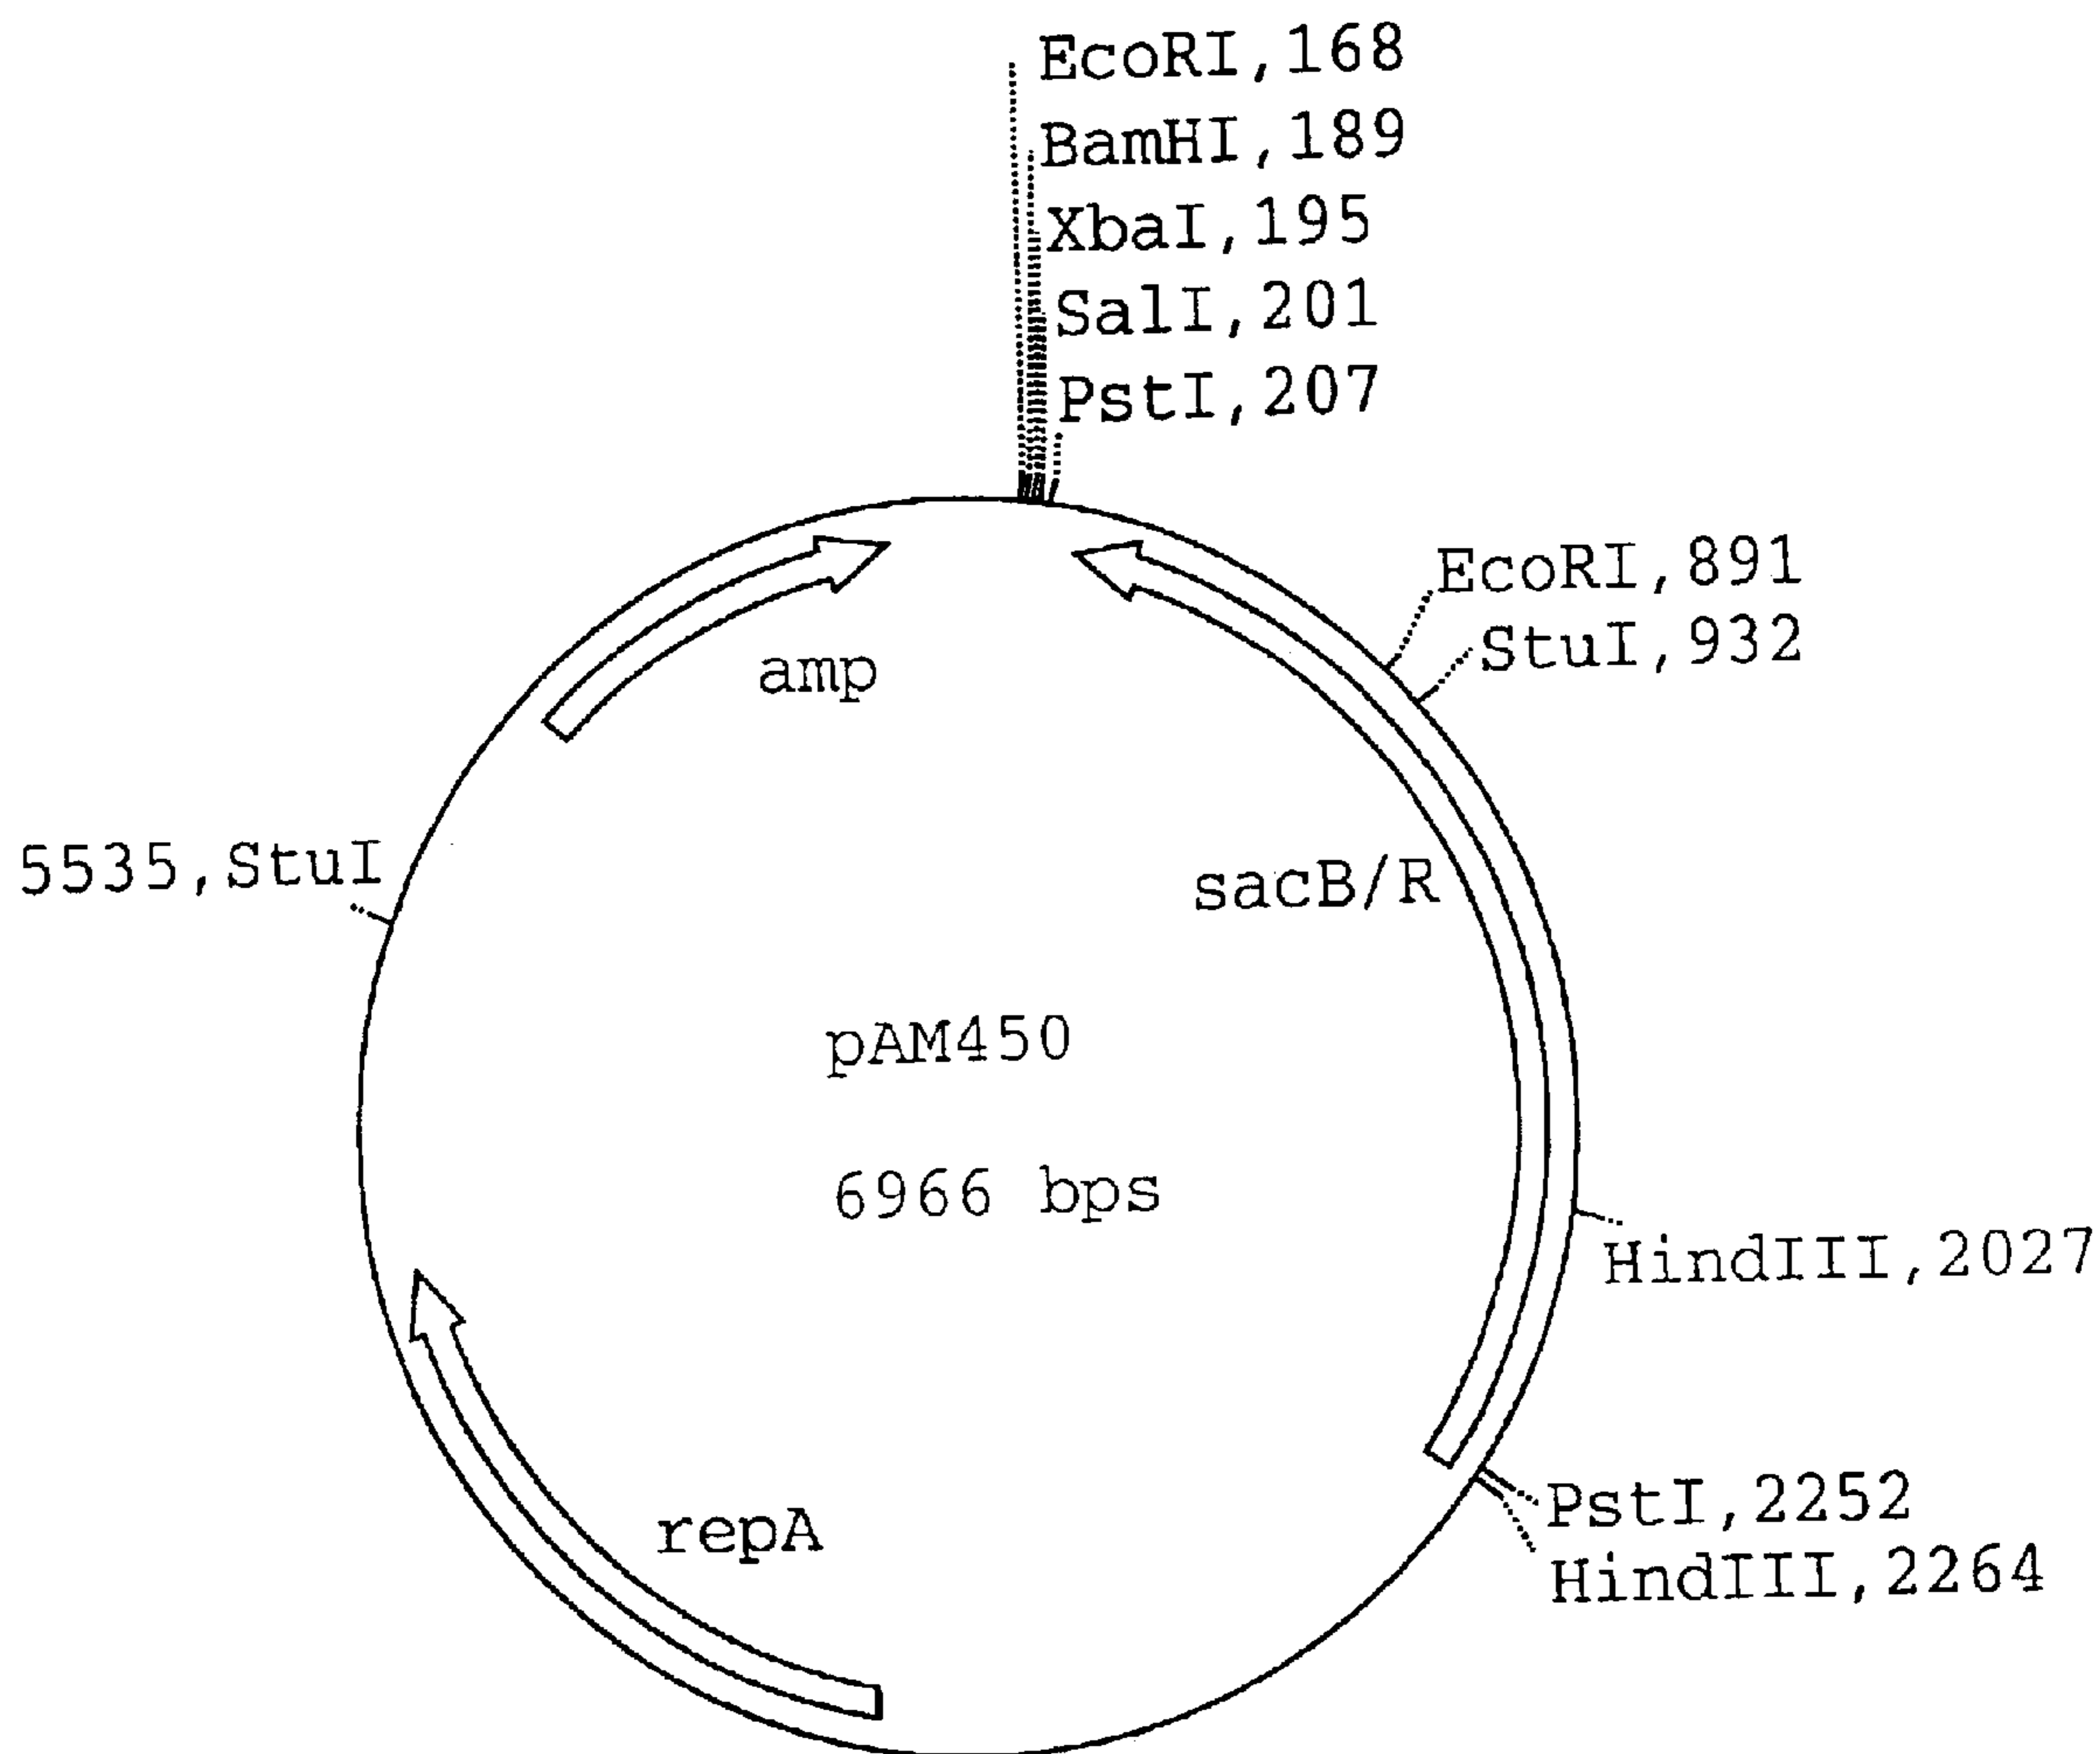 EcoRI,168
BamHI,189
XbaI,195
SalI,201
PstI,207
EcoRI,891
StuI,932
amp
5535,StuI
sacB/R
pAM450
6966 bps
HindIII,2027
PstI,2252
repA
HindIII,2264